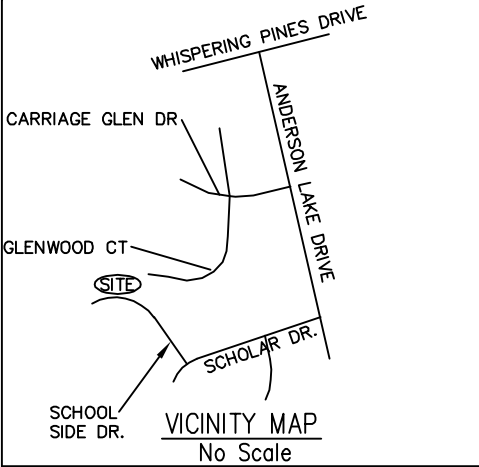 WHISPERING PINES DRIVE
CARRIAGE GLEN DR
ANDERSON LAKE DRIVE
GLENWOOD CT
SITE
SCHOLAR DR.
SCHOOL
SIDE DR.
VICINITY MAP
No Scale